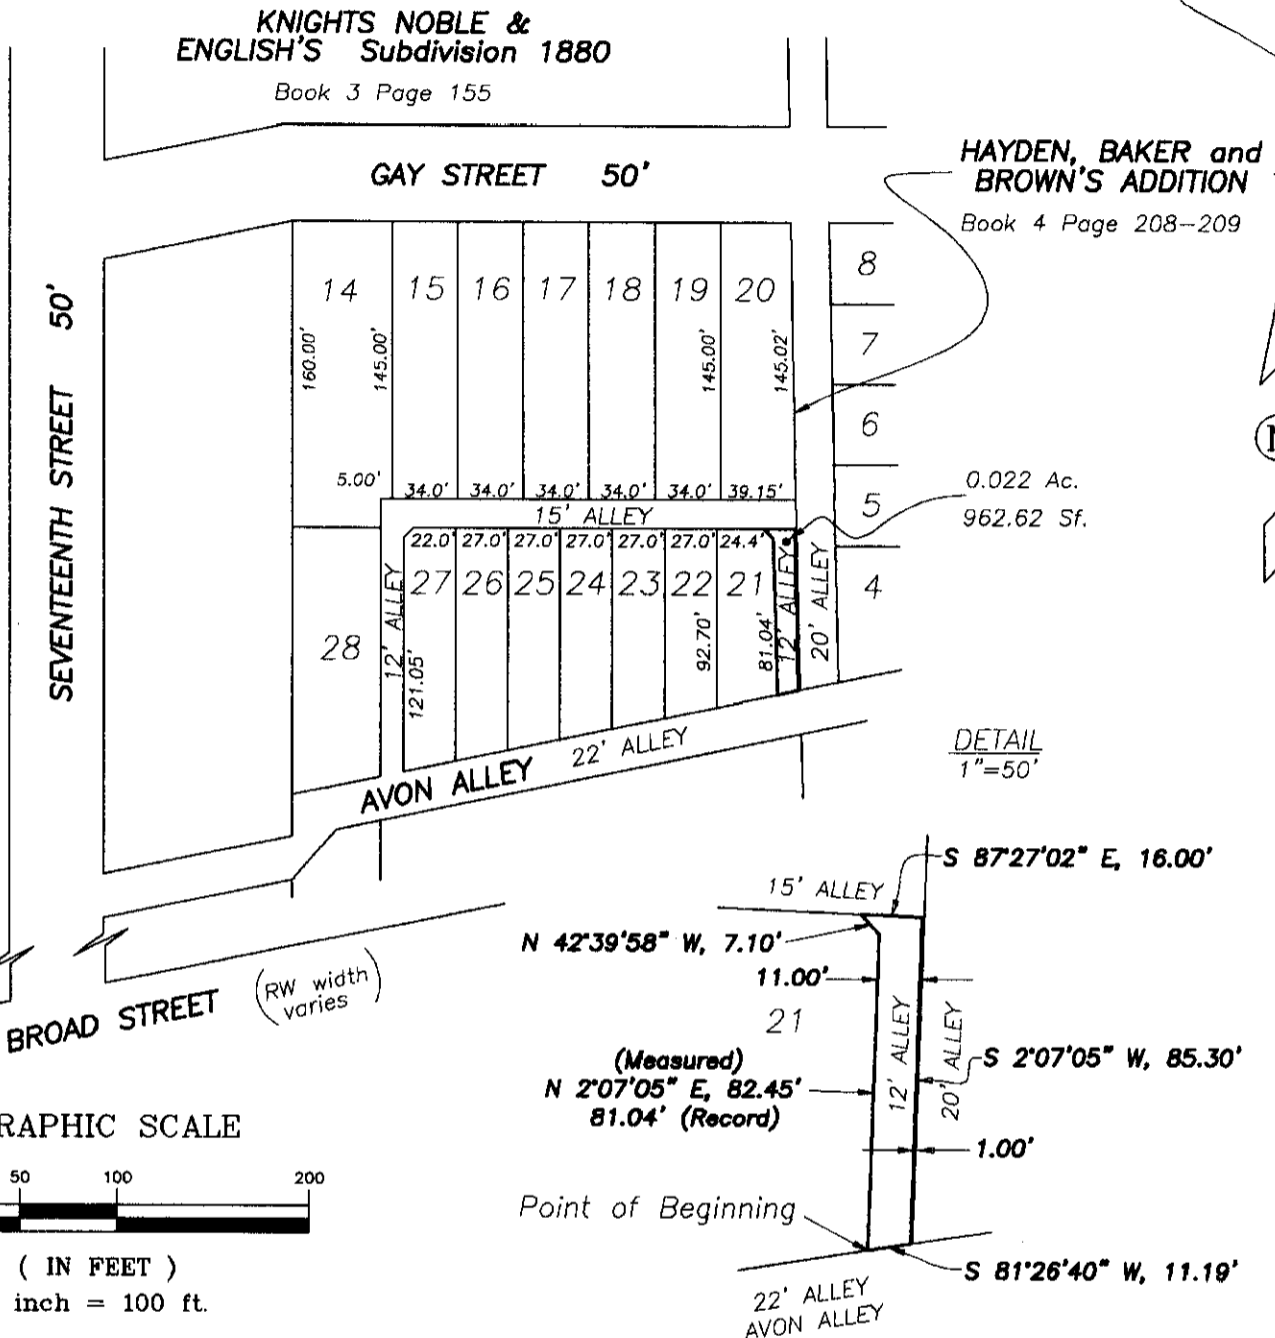 KNIGHTS NOBLE &
ENGLISH'S Subdivision 1880
Book 3 Page 155
GAY STREET 50'
HAYDEN, BAKER and
BROWN'S ADDITION
Book 4 Page 208-209
SEVENTEENTH STREET 50'
14
15
16
17
18
19
20
8
7
6
5
4
160.00'
145.00'
145.00'
145.02'
5.00'
34.0'
34.0'
34.0'
34.0'
34.0'
39.15'
15' ALLEY
0.022 Ac.
962.62 Sf.
22.0'
27.0'
27.0'
27.0'
27.0'
27.0'
24.4'
27
26
25
24
23
22
21
28
12' ALLEY
121.05'
92.70'
81.04'
12' ALLEY
20' ALLEY
AVON ALLEY 22' ALLEY
DETAIL
1"=50'
S 87°27'02" E, 16.00'
15' ALLEY
N 42°39'58" W, 7.10'
11.00'
21
(Measured)
N 2°07'05" E, 82.45'
81.04' (Record)
12' ALLEY
20' ALLEY
S 2°07'05" W, 85.30'
1.00'
Point of Beginning
S 81°26'40" W, 11.19'
22' ALLEY
AVON ALLEY
BROAD STREET (RW width
varies)
RAPHIC SCALE
50 100 200
( IN FEET )
inch = 100 ft.